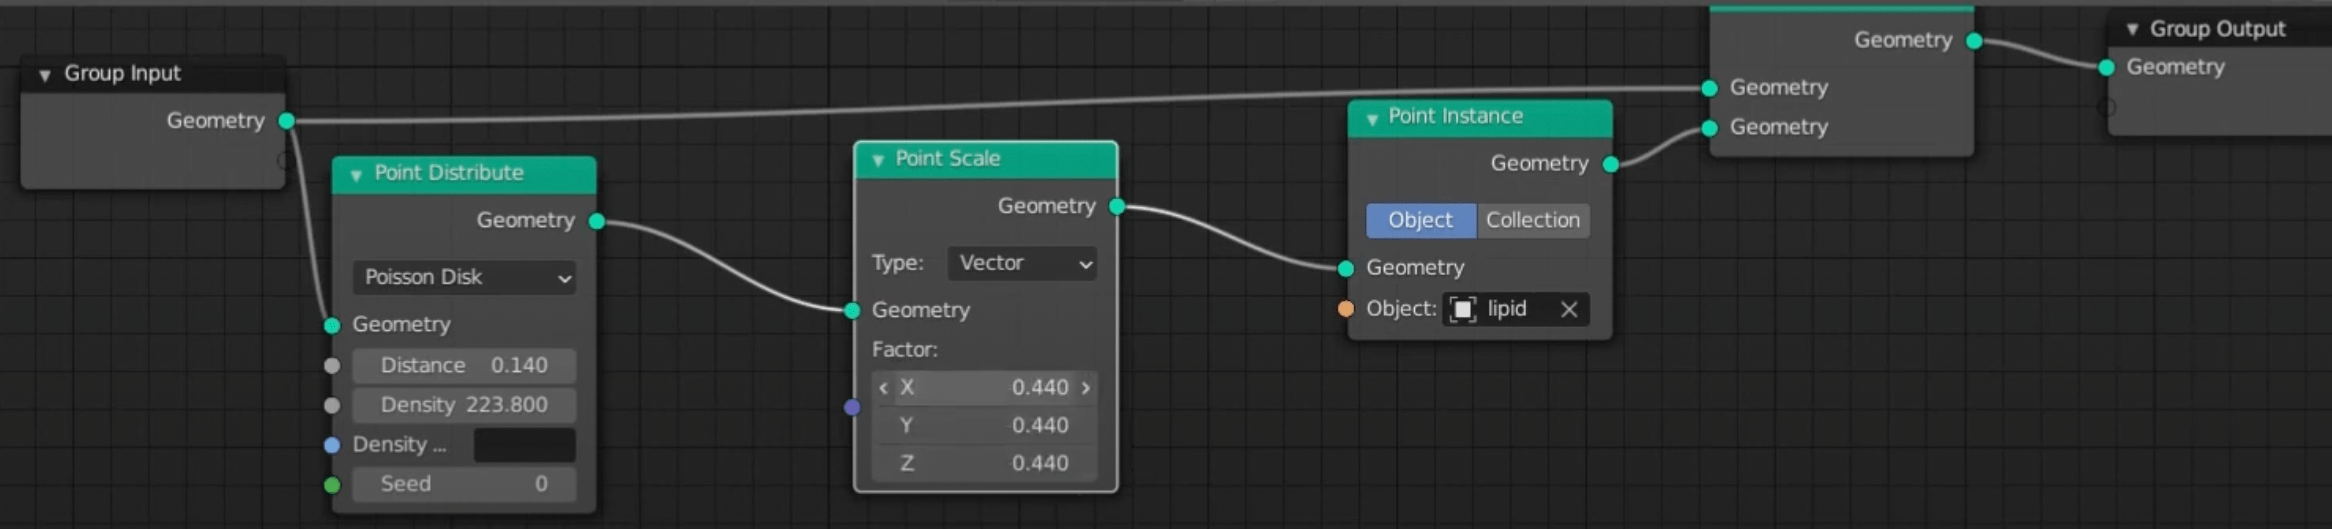 Group Input
Geometry
Point Distribute
Geometry
Poisson Disk
Geometry
Distance 0.140
Density 223.800
Density ...
Seed 0
Point Scale
Geometry
Type: Vector
Geometry
Factor:
X 0.440
Y 0.440
Z 0.440
Point Instance
Geometry
Object Collection
Geometry
Object: lipid
Geometry
Geometry
Geometry
Group Output
Geometry